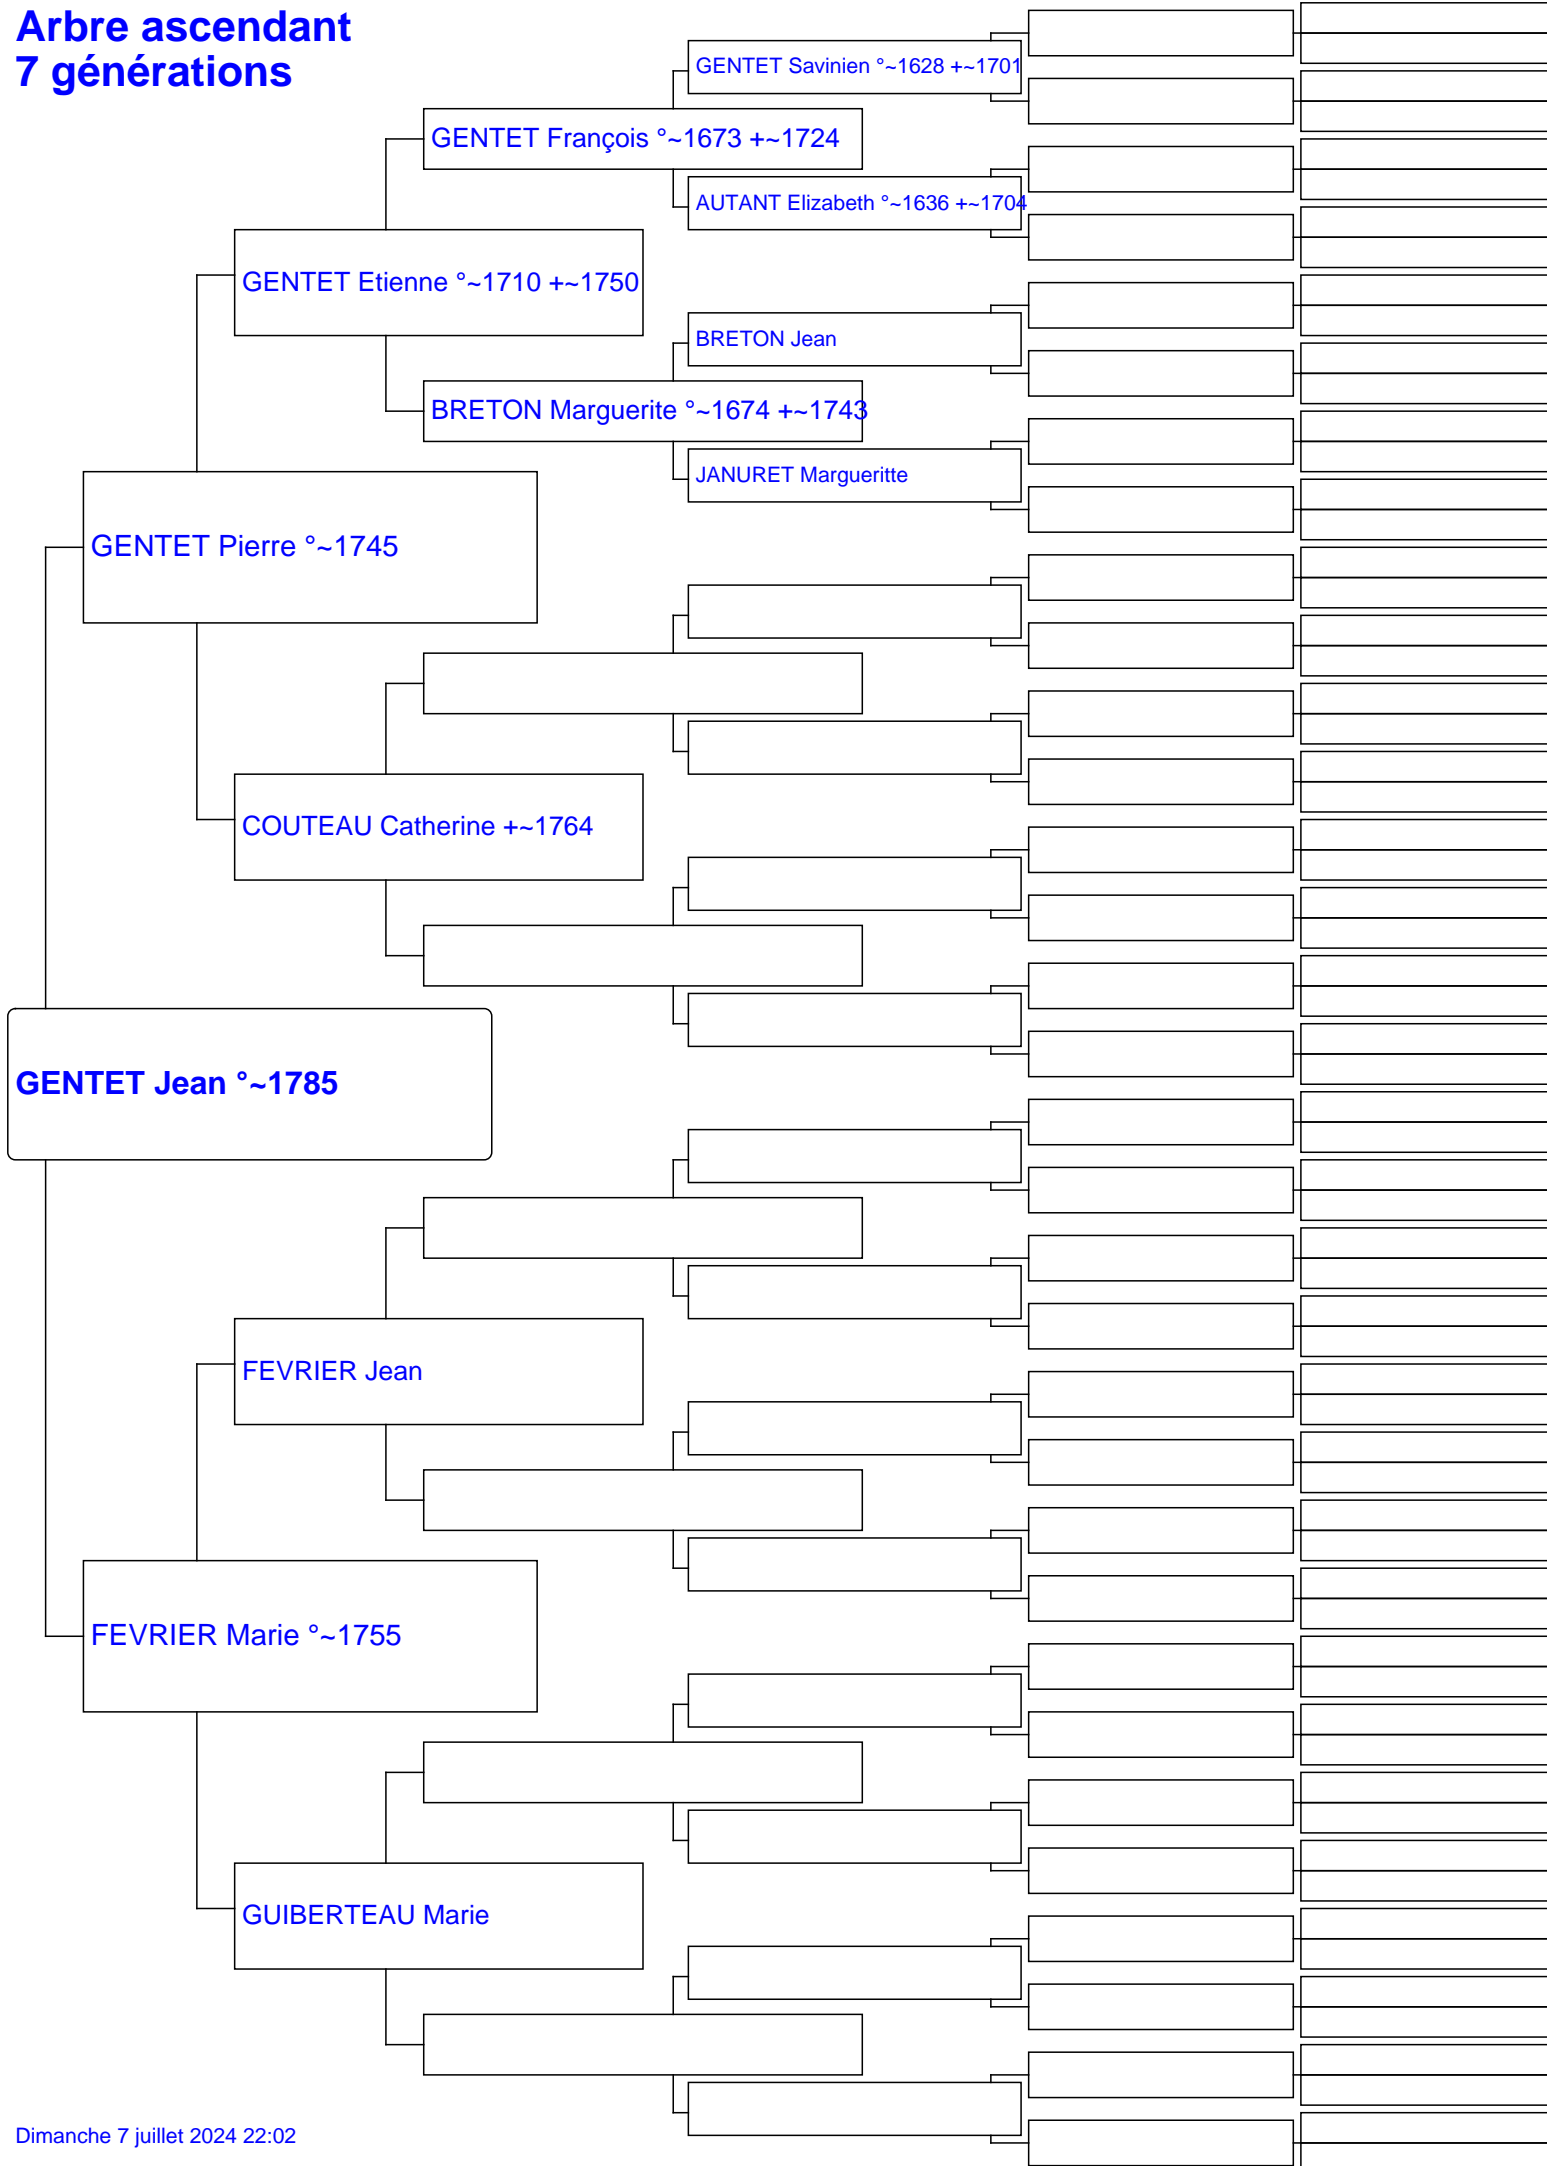 Arbre ascendant
7 générations
GENTET Savinien °~1628 +~1701
GENTET François °~1673 +~1724
AUTANT Elizabeth °~1636 +~1704
GENTET Etienne °~1710 +~1750
BRETON Jean
BRETON Marguerite °~1674 +~1743
JANURET Margueritte
GENTET Pierre °~1745
COUTEAU Catherine +~1764
GENTET Jean °~1785
FEVRIER Jean
FEVRIER Marie °~1755
GUIBERTEAU Marie
Dimanche 7 juillet 2024 22:02